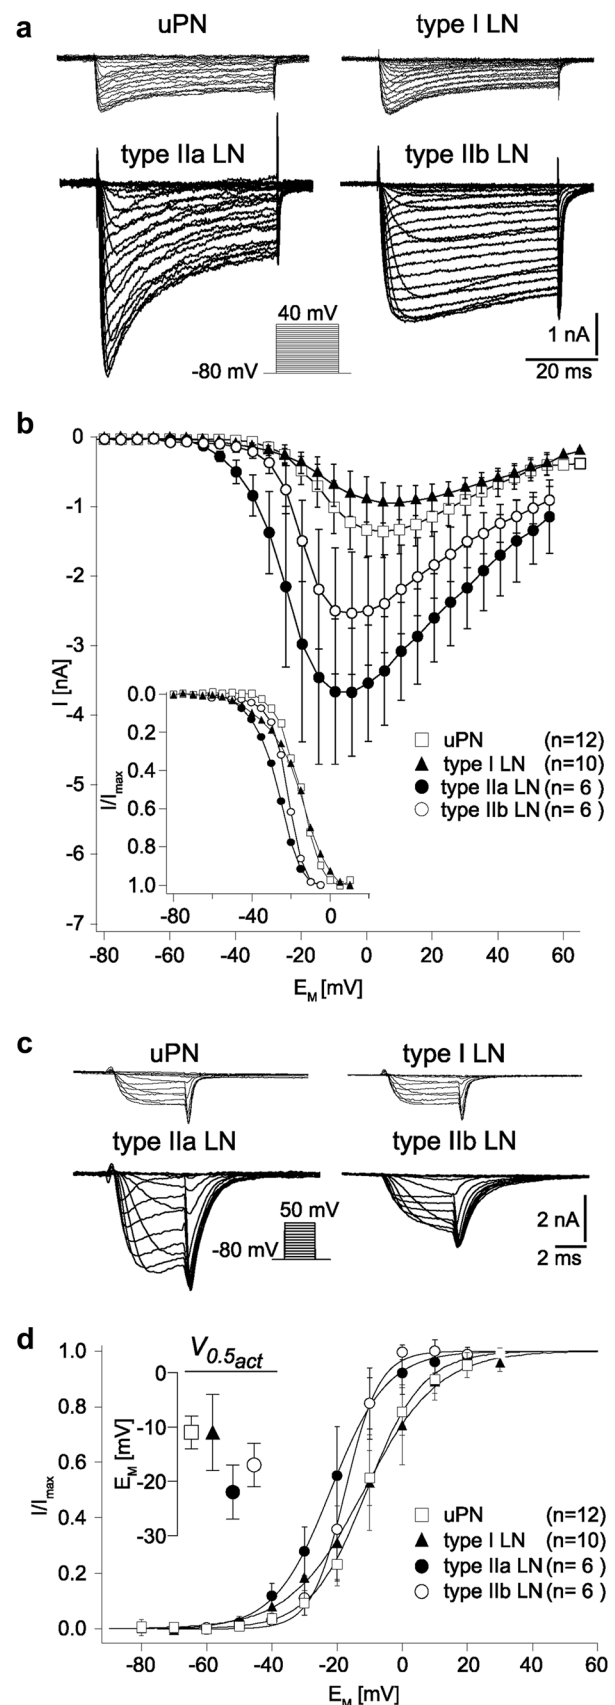 a
uPN
type I LN
type IIa LN
type IIb LN
40 mV
-80 mV
1 nA
20 ms
b
0
-1
-2
-3
-4
-5
-6
-7
I [nA]
-80 -60 -40 -20 0 20 40 60
E_M [mV]
0.0
0.2
0.4
0.6
0.8
1.0
I/I_max
-80 -40 0
uPN (n=12)
type I LN (n=10)
type IIa LN (n= 6 )
type IIb LN (n= 6 )
c
uPN
type I LN
type IIa LN
type IIb LN
50 mV
-80 mV
2 nA
2 ms
d
1.0
0.8
0.6
0.4
0.2
0.0
I/I_max
V_0.5act
0
-10
-20
-30
E_M [mV]
uPN (n=12)
type I LN (n=10)
type IIa LN (n= 6 )
type IIb LN (n= 6 )
-80 -60 -40 -20 0 20 40 60
E_M [mV]